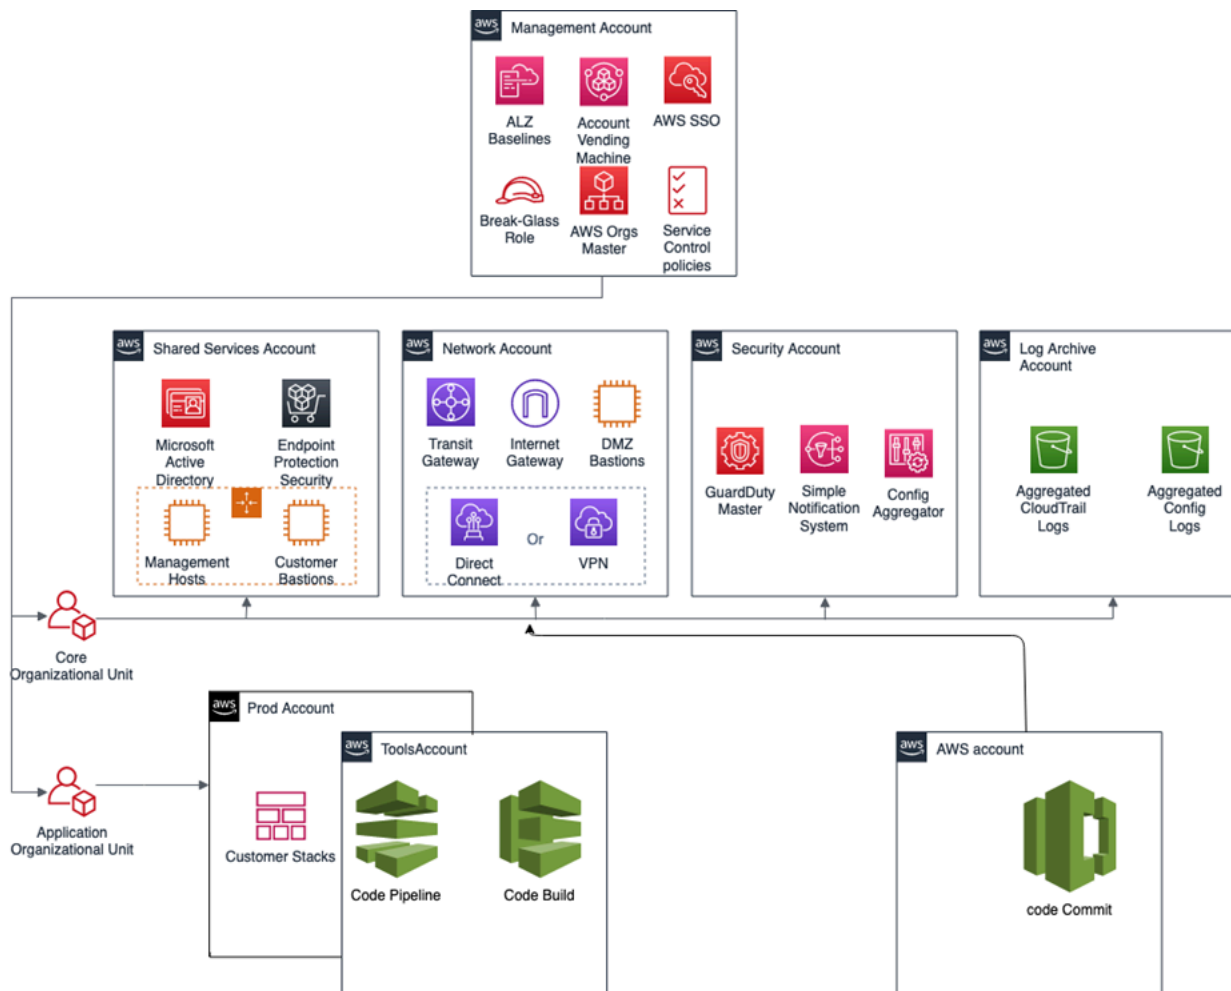 aws
Management Account
ALZ
Baselines
Account
Vending
Machine
AWS SSO
Break-Glass
Role
AWS Orgs
Master
Service
Control
policies
aws
Shared Services Account
Microsoft
Active
Directory
Endpoint
Protection
Security
Management
Hosts
Customer
Bastions
aws
Network Account
Transit
Gateway
Internet
Gateway
DMZ
Bastions
Direct
Connect
Or
VPN
aws
Security Account
GuardDuty
Master
Simple
Notification
System
Config
Aggregator
aws
Log Archive
Account
Aggregated
CloudTrail
Logs
Aggregated
Config
Logs
Core
Organizational Unit
Application
Organizational Unit
aws
Prod Account
Customer Stacks
aws
ToolsAccount
Code Pipeline
Code Build
aws
AWS account
code Commit